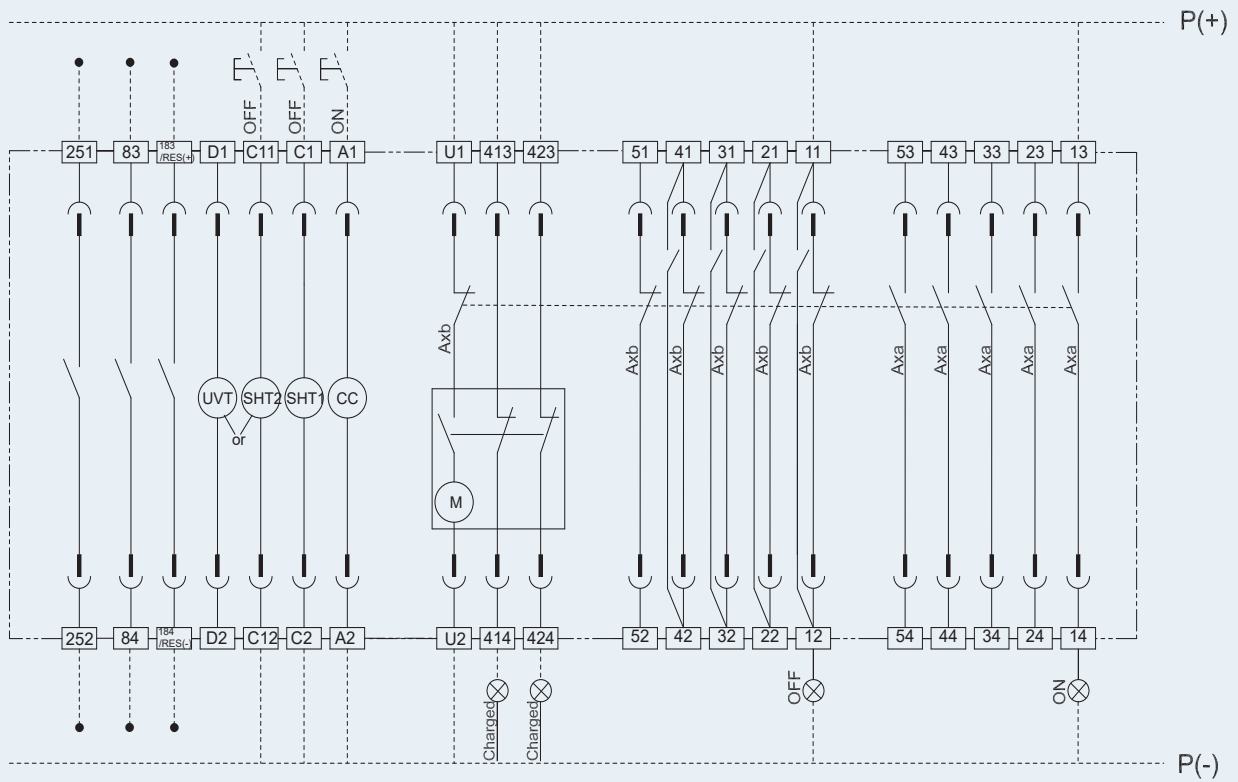 P(+)
OFF
OFF
ON
251 83 183/RES(+) D1 C11 C1 A1 U1 413 423 51 41 31 21 11 53 43 33 23 13
Axb
Axb
Axb
Axb
Axb
Axb
Axa
Axa
Axa
Axa
Axa
UVT SHT2 SHT1 CC
or
M
252 84 184/RES(-) D2 C12 C2 A2 U2 414 424 52 42 32 22 12 54 44 34 24 14
Charged
Charged
OFF
ON
P(-)